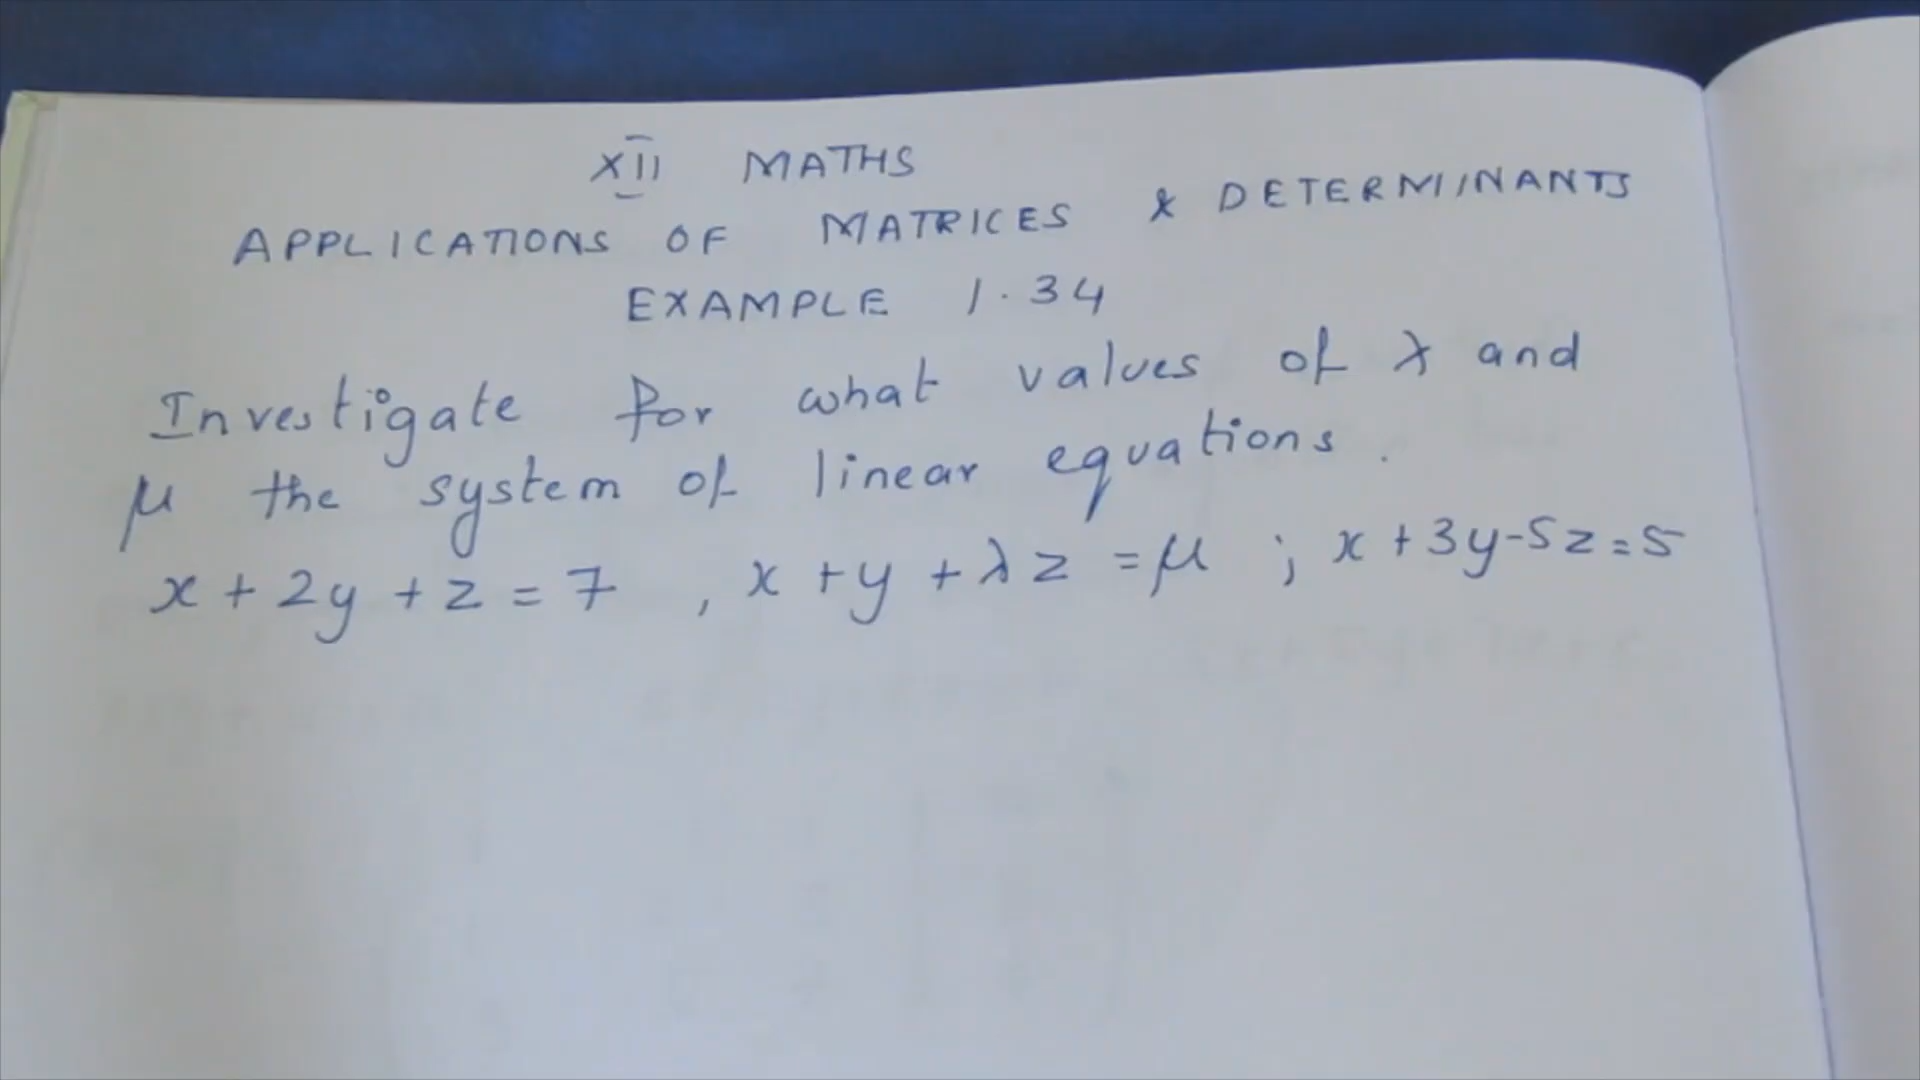 XII MATHS
APPLICATIONS OF MATRICES & DETERMINANTS
EXAMPLE 1.34
Investigate for what values of λ and
μ the system of linear equations.
x + 2y + z = 7 , x + y + λz = μ ; x + 3y - 5z = 5